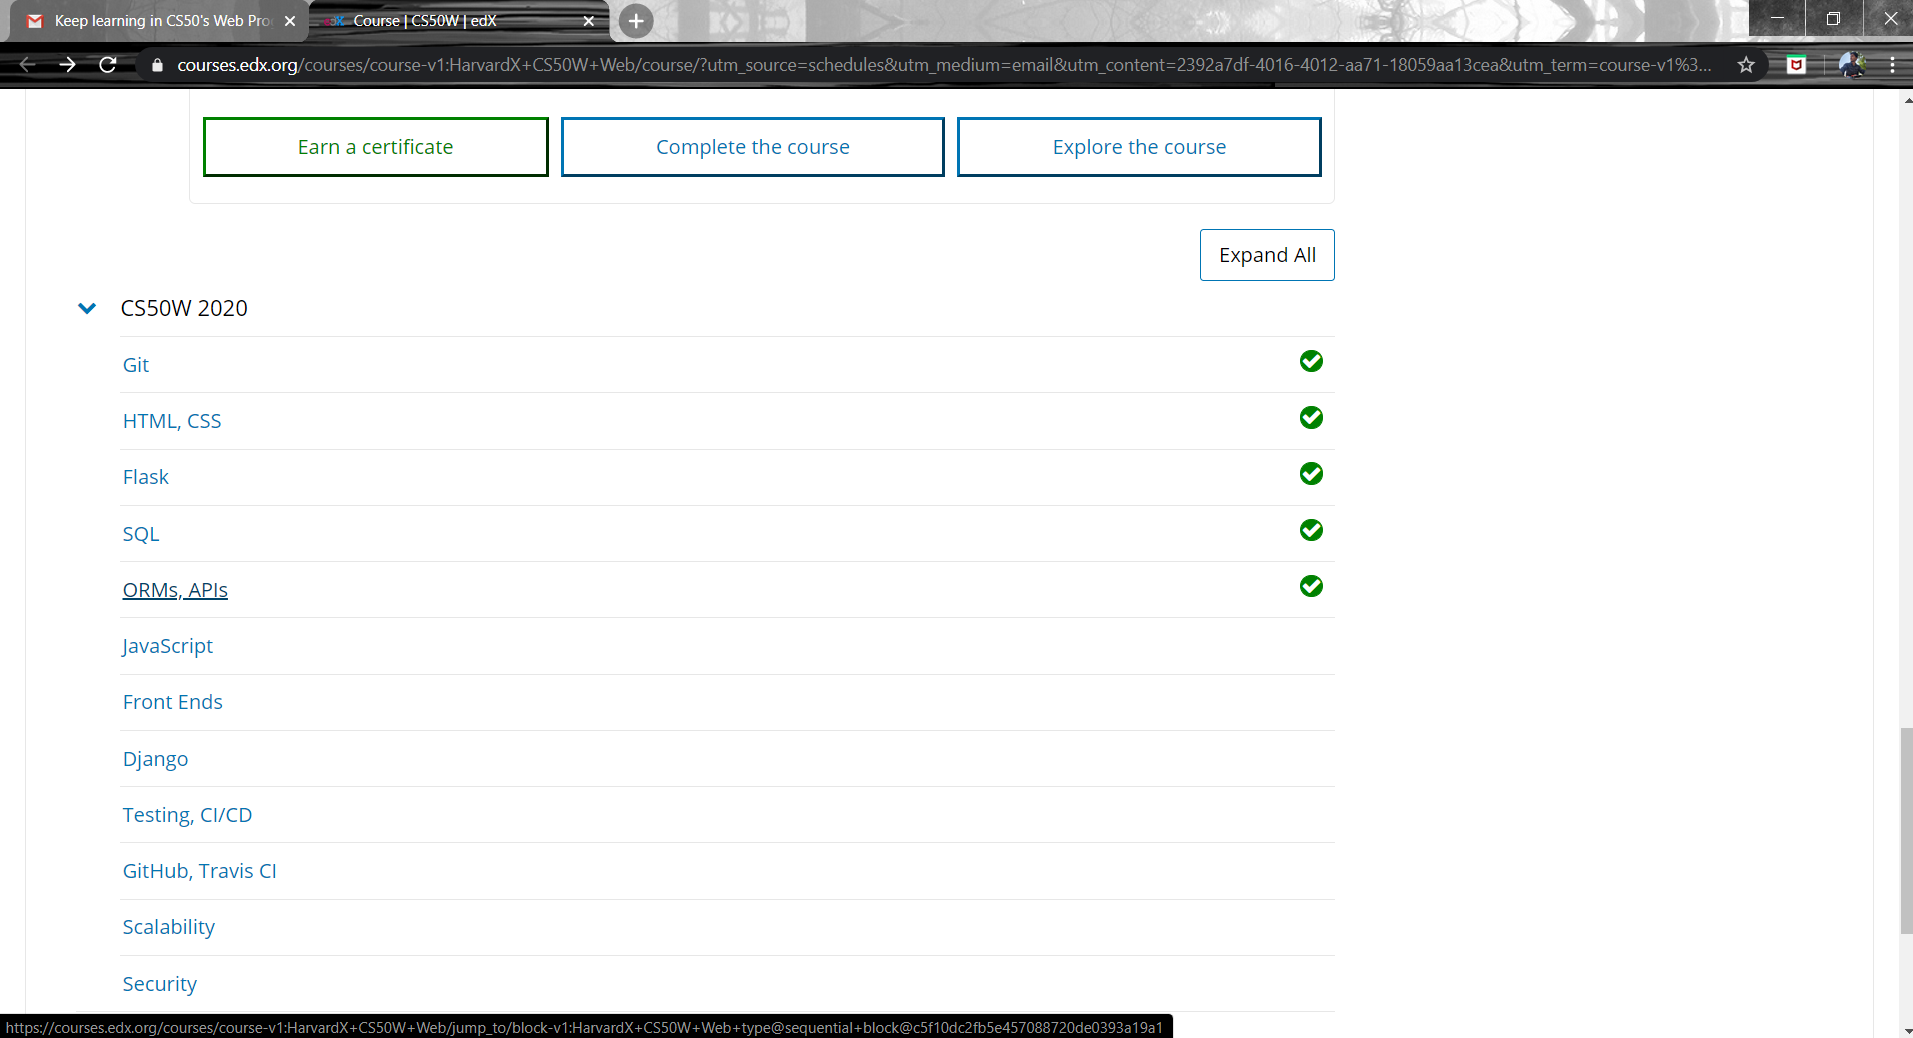 Keep learning in CS50's Web Pro
Course | CS50W | edX
courses.edx.org/courses/course-v1:HarvardX+CS50W+Web/course/?utm_source=schedules&utm_medium=email&utm_content=2392a7df-4016-4012-aa71-18059aa13cea&utm_term=course-v1%3...
Earn a certificate
Complete the course
Explore the course
Expand All
CS50W 2020
Git
HTML, CSS
Flask
SQL
ORMs, APIs
JavaScript
Front Ends
Django
Testing, CI/CD
GitHub, Travis CI
Scalability
Security
https://courses.edx.org/courses/course-v1:HarvardX+CS50W+Web/jump_to/block-v1:HarvardX+CS50W+Web+type@sequential+block@c5f10dc2fb5e457088720de0393a19a1